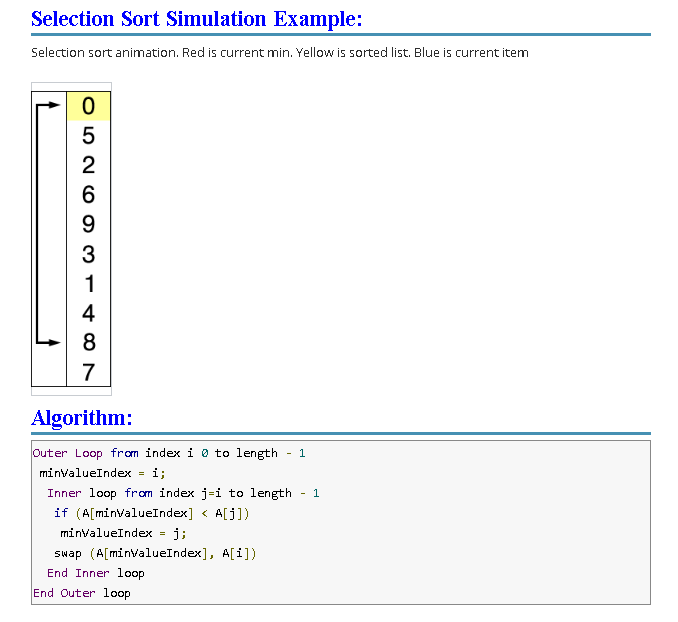 Selection Sort Simulation Example:
Selection sort animation. Red is current min. Yellow is sorted list. Blue is current item
0
5
2
6
9
3
1
4
8
7
Algorithm:
Outer Loop from index i 0 to length - 1
minValueIndex = i;
Inner loop from index j=i to length - 1
if (A[minValueIndex] < A[j])
minValueIndex = j;
swap (A[minValueIndex], A[i])
End Inner loop
End Outer loop